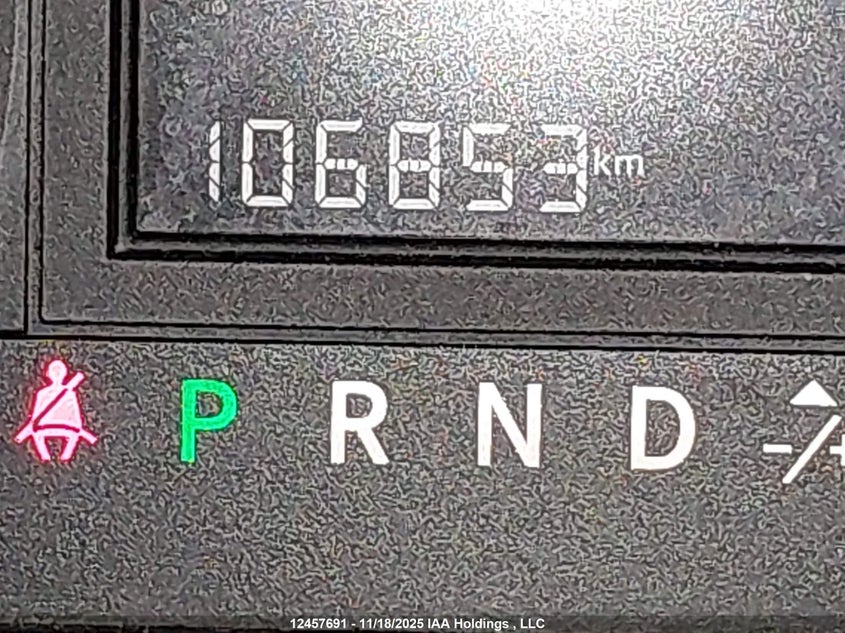 106853 km
P R N D
12457691 - 11/18/2025 IAA Holdings , LLC